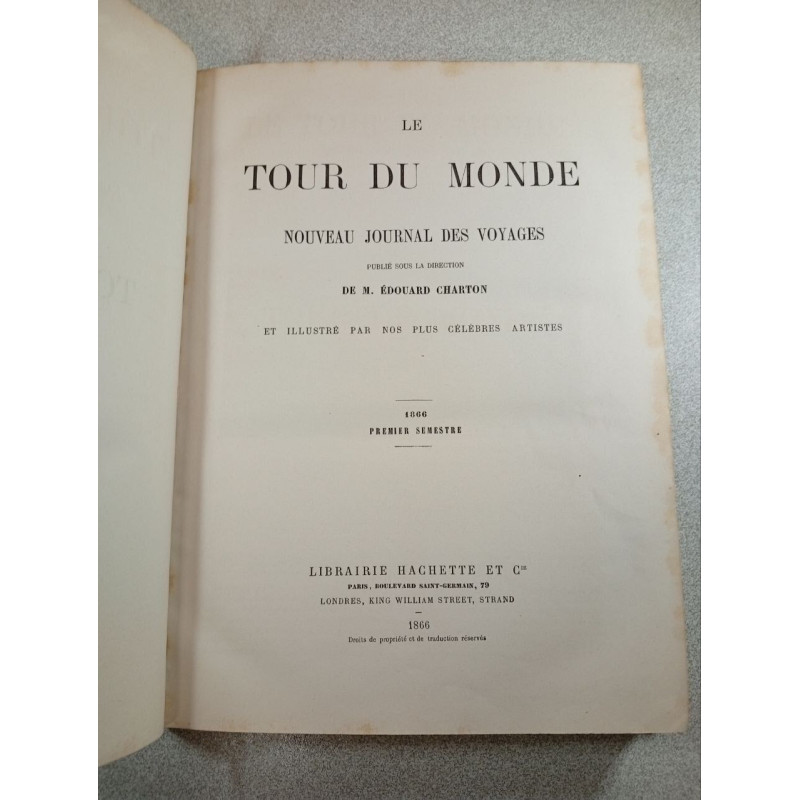 LE
TOUR DU MONDE
NOUVEAU JOURNAL DES VOYAGES
PUBLIÉ SOUS LA DIRECTION
DE M. ÉDOUARD CHARTON
ET ILLUSTRÉ PAR NOS PLUS CÉLÈBRES ARTISTES
1866
PREMIER SEMESTRE
LIBRAIRIE HACHETTE ET Cie
PARIS, BOULEVARD SAINT-GERMAIN, 79
LONDRES, KING WILLIAM STREET, STRAND
1866
Droits de propriété et de traduction réservés